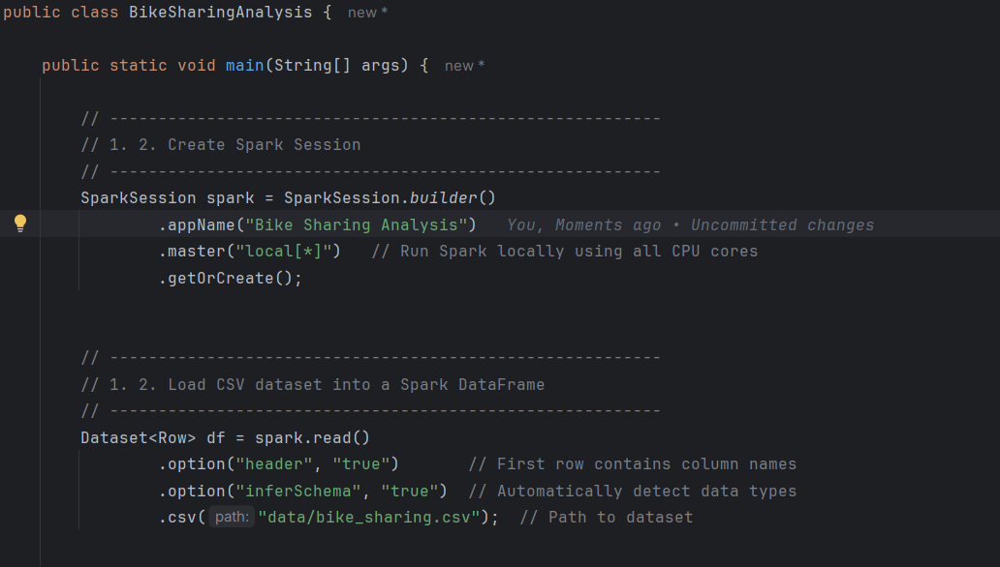 public class BikeSharingAnalysis { new *
public static void main(String[] args) { new *
// ---------------------------------------------------------
// 1. 2. Create Spark Session
// ---------------------------------------------------------
SparkSession spark = SparkSession.builder()
.appName("Bike Sharing Analysis") You, Moments ago • Uncommitted changes
.master("local[*]") // Run Spark locally using all CPU cores
.getOrCreate();
// ---------------------------------------------------------
// 1. 2. Load CSV dataset into a Spark DataFrame
// ---------------------------------------------------------
Dataset<Row> df = spark.read()
.option("header", "true") // First row contains column names
.option("inferSchema", "true") // Automatically detect data types
.csv( path: "data/bike_sharing.csv"); // Path to dataset